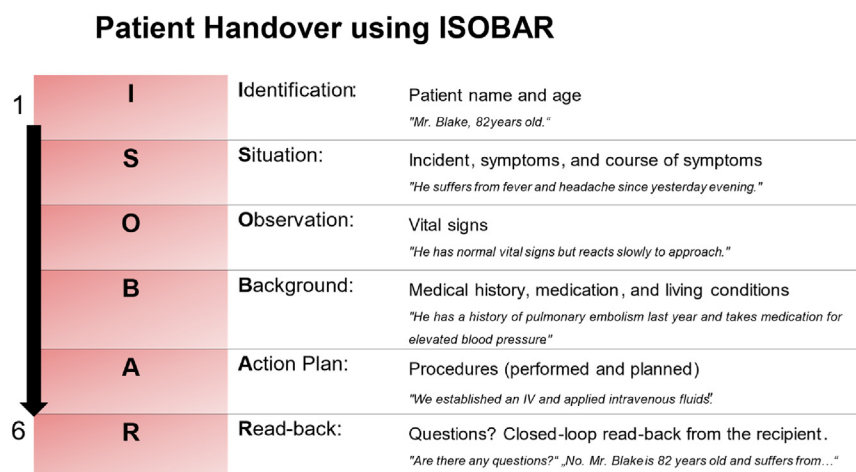 Patient Handover using ISOBAR
1
I Identification: Patient name and age
"Mr. Blake, 82years old.“
S Situation: Incident, symptoms, and course of symptoms
"He suffers from fever and headache since yesterday evening."
O Observation: Vital signs
"He has normal vital signs but reacts slowly to approach."
B Background: Medical history, medication, and living conditions
"He has a history of pulmonary embolism last year and takes medication for
elevated blood pressure"
A Action Plan: Procedures (performed and planned)
"We established an IV and applied intravenous fluids".
6
R Read-back: Questions? Closed-loop read-back from the recipient.
"Are there any questions?“ „No. Mr. Blake is 82 years old and suffers from…“